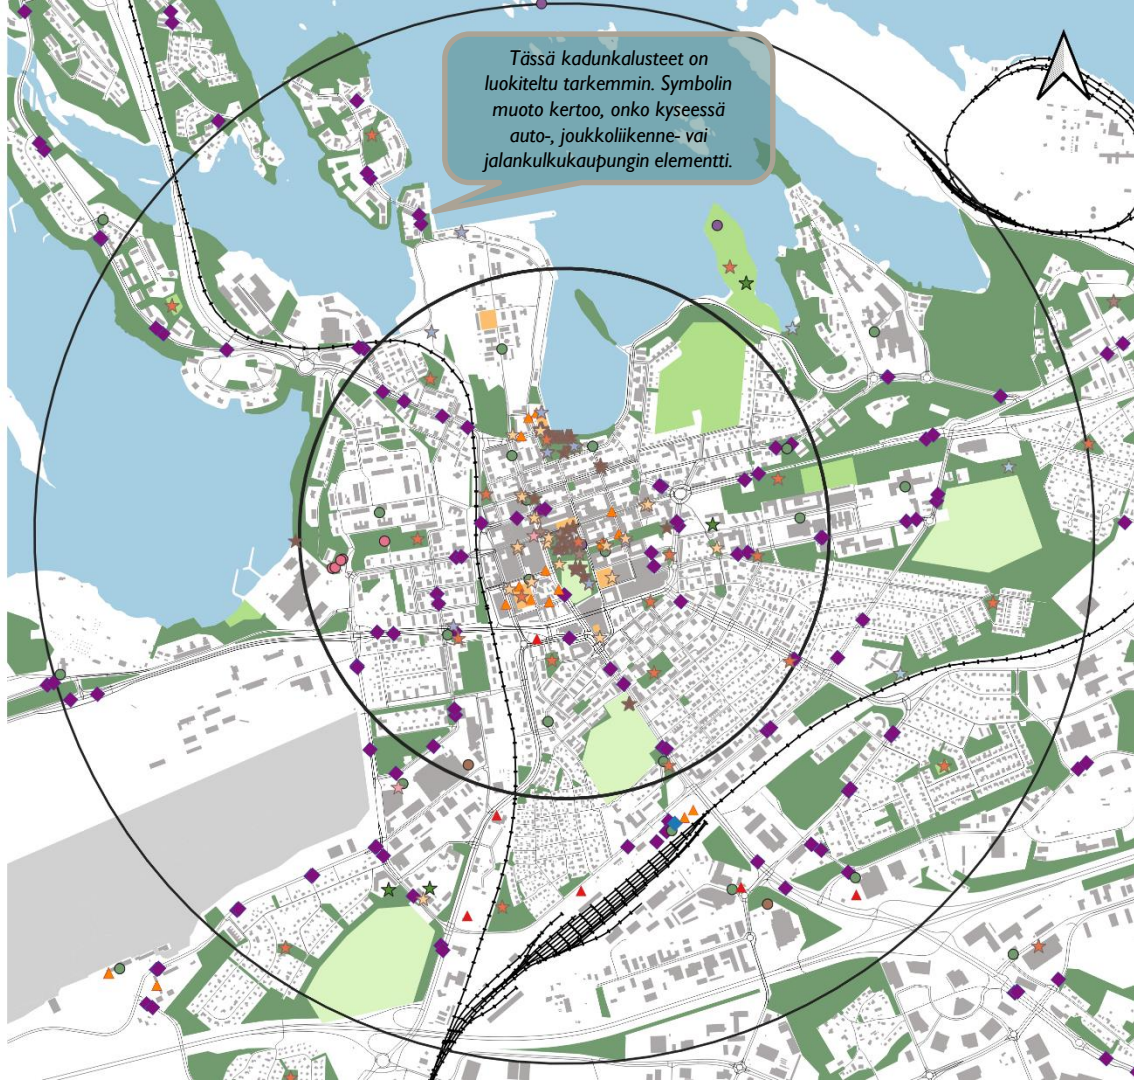 Tässä kadunkalusteet on
luokiteltu tarkemmin. Symbolin
muoto kertoo, onko kyseessä
auto-, joukkoliikenne- vai
jalankulkukaupungin elementti.